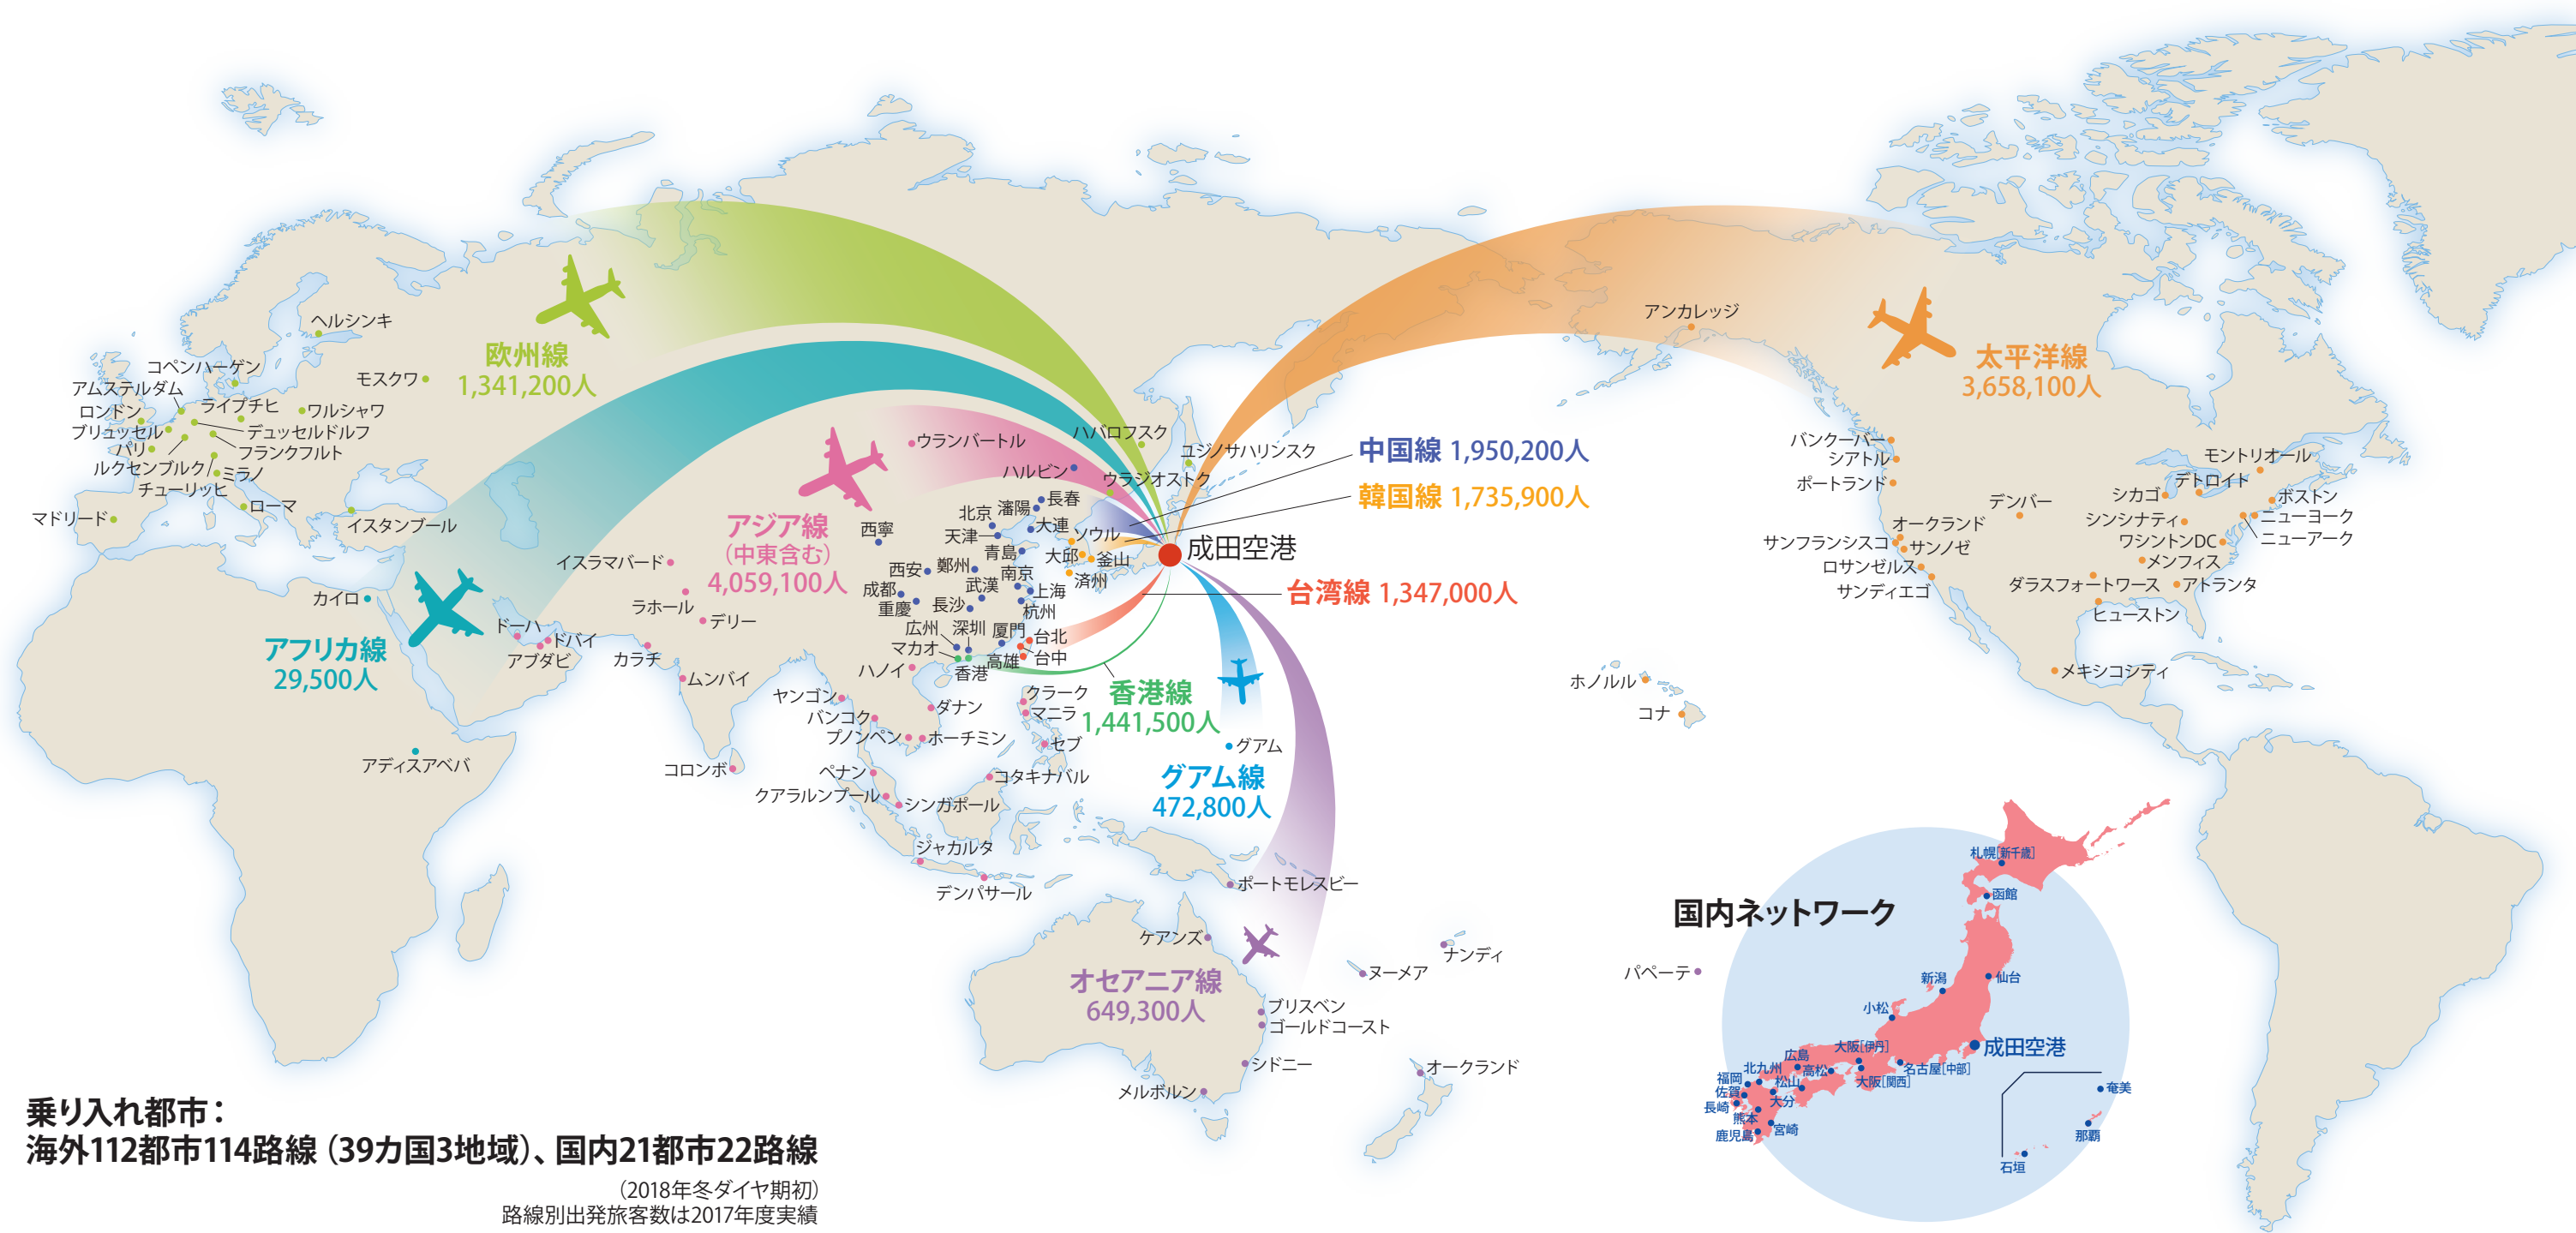 ヘルシンキ
コペンハーゲン
アムステルダム
ロンドン
ライプチヒ
ワルシャワ
モスクワ
ブリュッセル
デュッセルドルフ
パリ
フランクフルト
ルクセンブルク
ミラノ
チューリッヒ
マドリード
ローマ
イスタンブール
欧州線
1,341,200人
カイロ
アフリカ線
29,500人
アディスアベバ
イスラマバード
ラホール
デリー
ドーハ
ドバイ
アブダビ
カラチ
ムンバイ
コロンボ
アジア線
(中東含む)
4,059,100人
ウランバートル
ハバロフスク
ユジノサハリンスク
ハルビン
ウラジオストク
長春
瀋陽
北京
大連
天津
青島
西寧
ソウル
大邱
釜山
済州
西安
鄭州
南京
成都
武漢
上海
重慶
長沙
杭州
広州
深圳
厦門
台北
マカオ
台中
高雄
香港
ハノイ
成田空港
中国線 1,950,200人
韓国線 1,735,900人
台湾線 1,347,000人
香港線
1,441,500人
ヤンゴン
バンコク
ダナン
クラーク
マニラ
プノンペン
ホーチミン
セブ
ペナン
コタキナバル
クアラルンプール
シンガポール
ジャカルタ
デンパサール
グアム
グアム線
472,800人
ポートモレスビー
ケアンズ
ナンディ
ヌーメア
オセアニア線
649,300人
ブリスベン
ゴールドコースト
シドニー
オークランド
メルボルン
パペーテ
アンカレッジ
太平洋線
3,658,100人
バンクーバー
シアトル
ポートランド
モントリオール
デトロイト
シカゴ
ボストン
デンバー
シンシナティ
ニューヨーク
オークランド
ワシントンDC
ニューアーク
サンフランシスコ
サンノゼ
メンフィス
ロサンゼルス
ダラスフォートワース
アトランタ
サンディエゴ
ヒューストン
メキシコシティ
ホノルル
コナ
国内ネットワーク
札幌[新千歳]
函館
仙台
新潟
小松
成田空港
大阪[伊丹]
広島
名古屋[中部]
北九州
高松
大阪[関西]
福岡
松山
佐賀
大分
長崎
熊本
宮崎
鹿児島
奄美
那覇
石垣
乗り入れ都市：
海外112都市114路線（39カ国3地域）、国内21都市22路線
（2018年冬ダイヤ期初）
路線別出発旅客数は2017年度実績